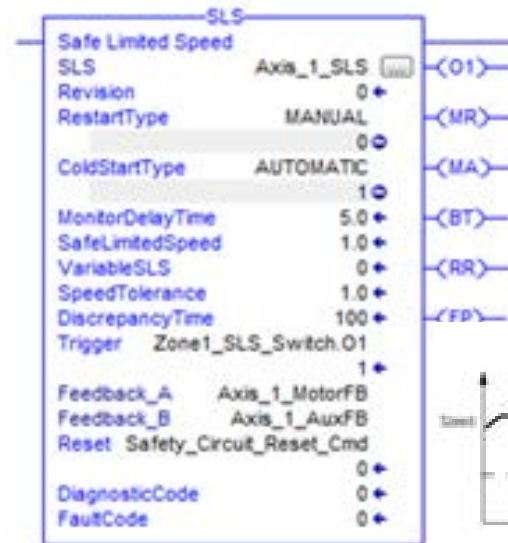 SLS
Safe Limited Speed
SLS Axis_1_SLS ...
Revision 0
RestartType MANUAL
0
ColdStartType AUTOMATIC
1
MonitorDelayTime 5.0
SafeLimitedSpeed 1.0
VariableSLS 0
SpeedTolerance 1.0
DiscrepancyTime 100
Trigger Zone1_SLS_Switch.O1
1
Feedback_A Axis_1_MotorFB
Feedback_B Axis_1_AuxFB
Reset Safety_Circuit_Reset_Cmd
0
DiagnosticCode 0
FaultCode 0
(O1)
(MR)
(MA)
(BT)
(RR)
(FP)
Speed